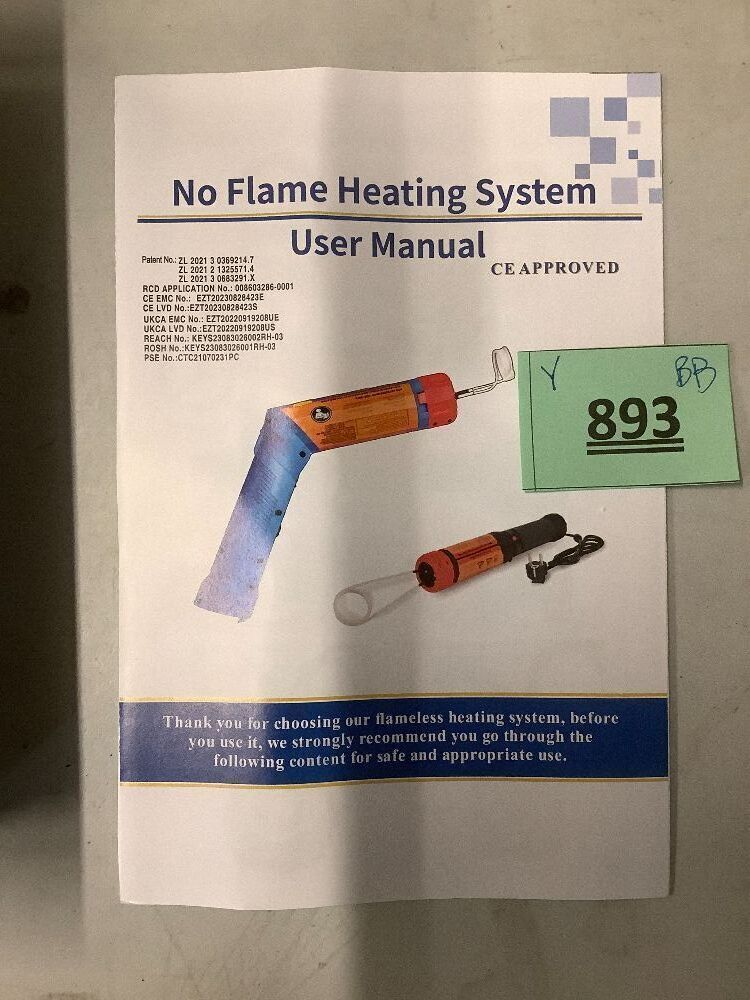 No Flame Heating System
User Manual
CE APPROVED
Patent No.: ZL 2021 3 0369214.7
ZL 2021 2 1325571.4
ZL 2021 3 0683291.X
RCD APPLICATION No.: 008603286-0001
CE EMC No.: EZT20230828423E
CE LVD No.:EZT20230828423S
UKCA EMC No.: EZT20220919208UE
UKCA LVD No.:EZT20220919208US
REACH No.: KEYS23083026002RH-03
ROSH No.:KEYS23083026001RH-03
PSE No.:CTC21070231PC
Y BB
893
Thank you for choosing our flameless heating system, before
you use it, we strongly recommend you go through the
following content for safe and appropriate use.